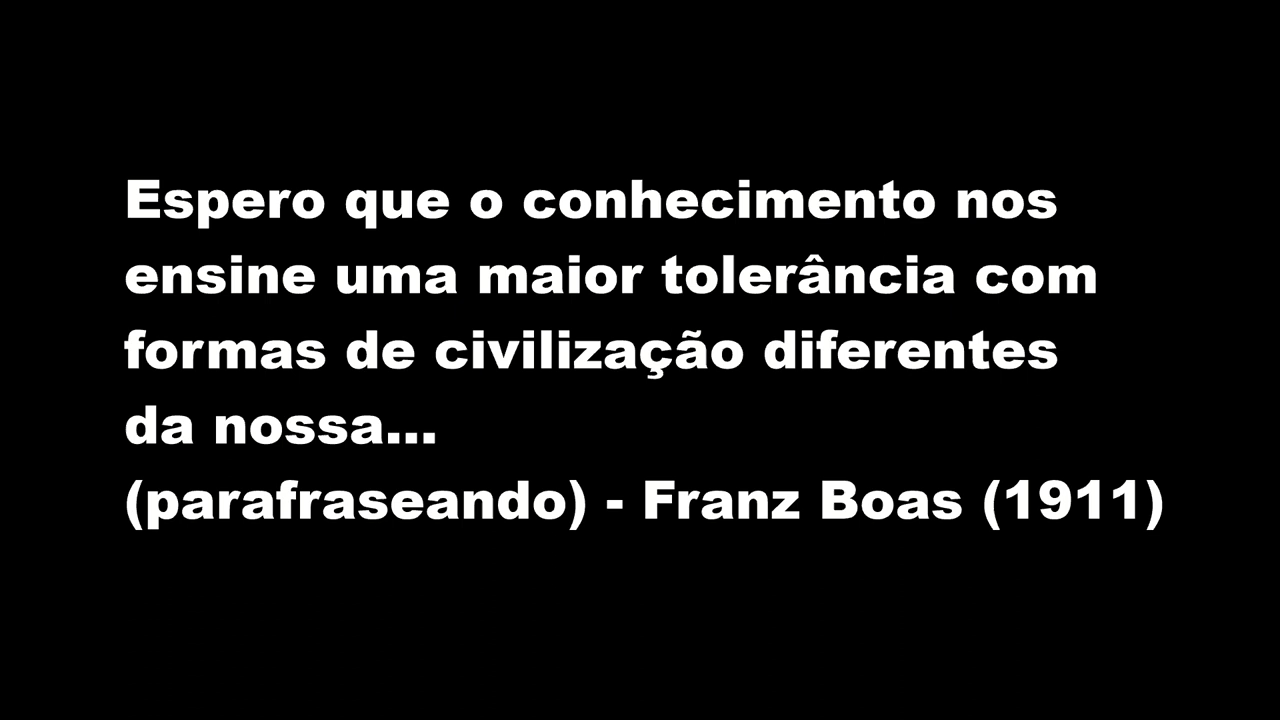 Espero que o conhecimento nos
ensine uma maior tolerância com
formas de civilização diferentes
da nossa...
(parafraseando) - Franz Boas (1911)